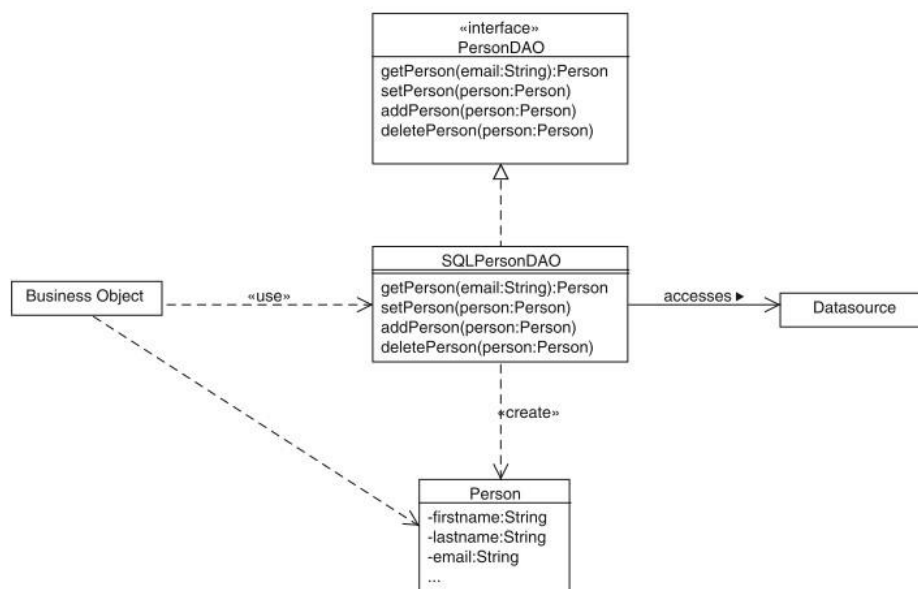 «interface»
PersonDAO
getPerson(email:String):Person
setPerson(person:Person)
addPerson(person:Person)
deletePerson(person:Person)
SQLPersonDAO
getPerson(email:String):Person
setPerson(person:Person)
addPerson(person:Person)
deletePerson(person:Person)
Business Object
«use»
accesses
Datasource
«create»
Person
-firstname:String
-lastname:String
-email:String
...